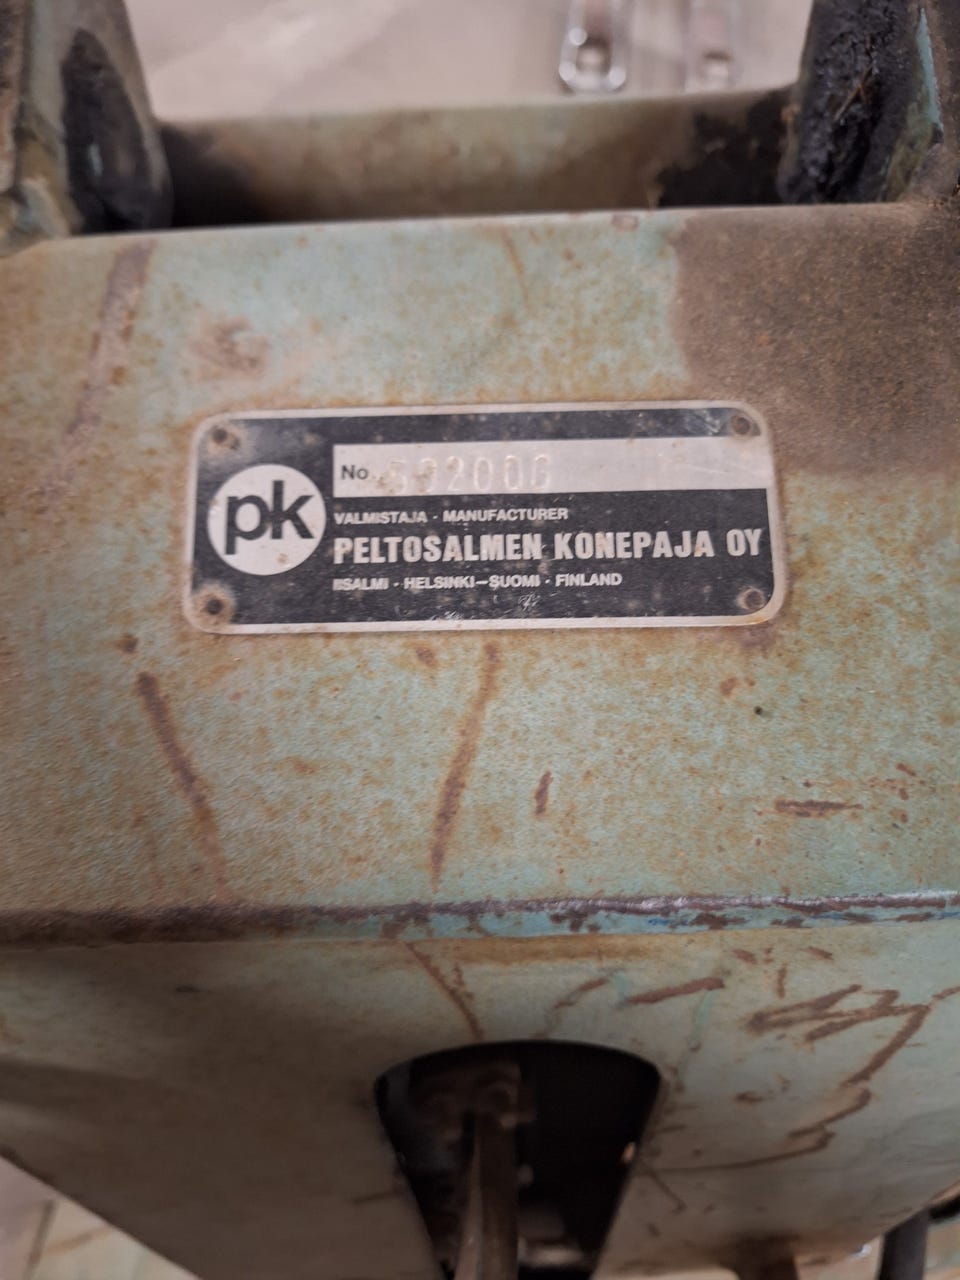 pk
No.
VALMISTAJA - MANUFACTURER
PELTOSALMEN KONEPAJA OY
IISALMI - HELSINKI–SUOMI - FINLAND